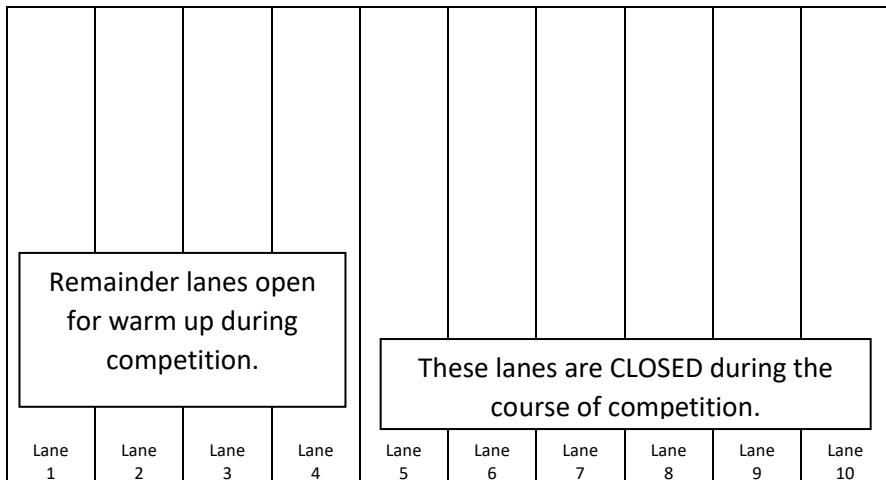 Remainder lanes open
for warm up during
competition.
These lanes are CLOSED during the
course of competition.
Lane 1
Lane 2
Lane 3
Lane 4
Lane 5
Lane 6
Lane 7
Lane 8
Lane 9
Lane 10